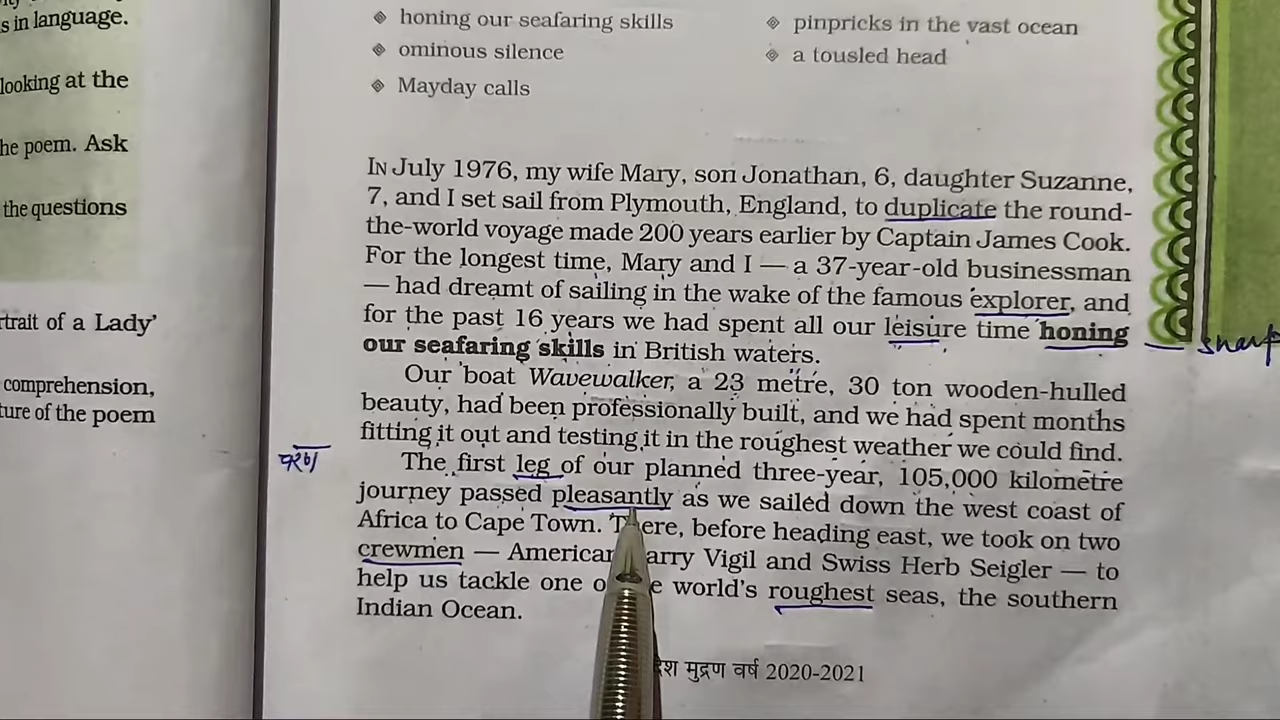 s in language.
looking at the
he poem. Ask
the questions
trait of a Lady'
comprehension,
ture of the poem
honing our seafaring skills
ominous silence
Mayday calls
pinpricks in the vast ocean
a tousled head
IN July 1976, my wife Mary, son Jonathan, 6, daughter Suzanne,
7, and I set sail from Plymouth, England, to duplicate the round-
the-world voyage made 200 years earlier by Captain James Cook.
For the longest time, Mary and I — a 37-year-old businessman
— had dreamt of sailing in the wake of the famous explorer, and
for the past 16 years we had spent all our leisure time honing
our seafaring skills in British waters.
Our boat Wavewalker, a 23 metre, 30 ton wooden-hulled
beauty, had been professionally built, and we had spent months
fitting it out and testing it in the roughest weather we could find.
The first leg of our planned three-year, 105,000 kilometre
journey passed pleasantly as we sailed down the west coast of
Africa to Cape Town. There, before heading east, we took on two
crewmen — American Larry Vigil and Swiss Herb Seigler — to
help us tackle one o e world's roughest seas, the southern
Indian Ocean.
sharp
चरण
मुद्रण वर्ष 2020-2021